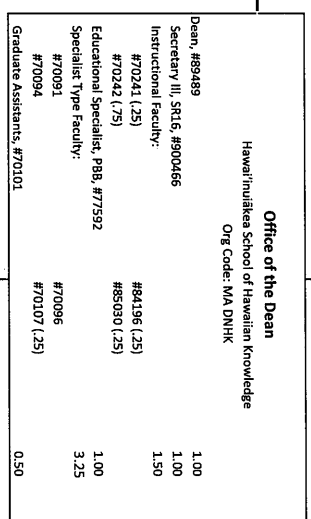 Office of the Dean
Hawai'inuiākea School of Hawaiian Knowledge
Org Code: MA DNHK
Dean, #89489 1.00
Secretary III, SR16, #900466 1.00
Instructional Faculty: 1.50
#70241 (.25) #84196 (.25)
#70242 (.75) #85030 (.25)
Educational Specialist, PBB, #77592 1.00
Specialist Type Faculty: 3.25
#70091 #70096
#70094 #70107 (.25)
Graduate Assistants, #70101 0.50